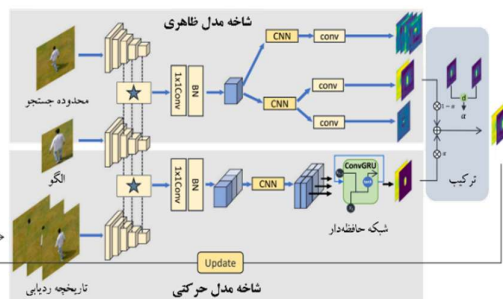 شاخه مدل ظاهری
CNN
conv
محدوده جستجو
1x1Conv
BN
conv
CNN
conv
1 − α
α
الگو
α
ترکیب
1x1Conv
BN
CNN
ConvGRU
شبکه حافظه‌دار
Update
تاریخچه ردیابی
شاخه مدل حرکتی